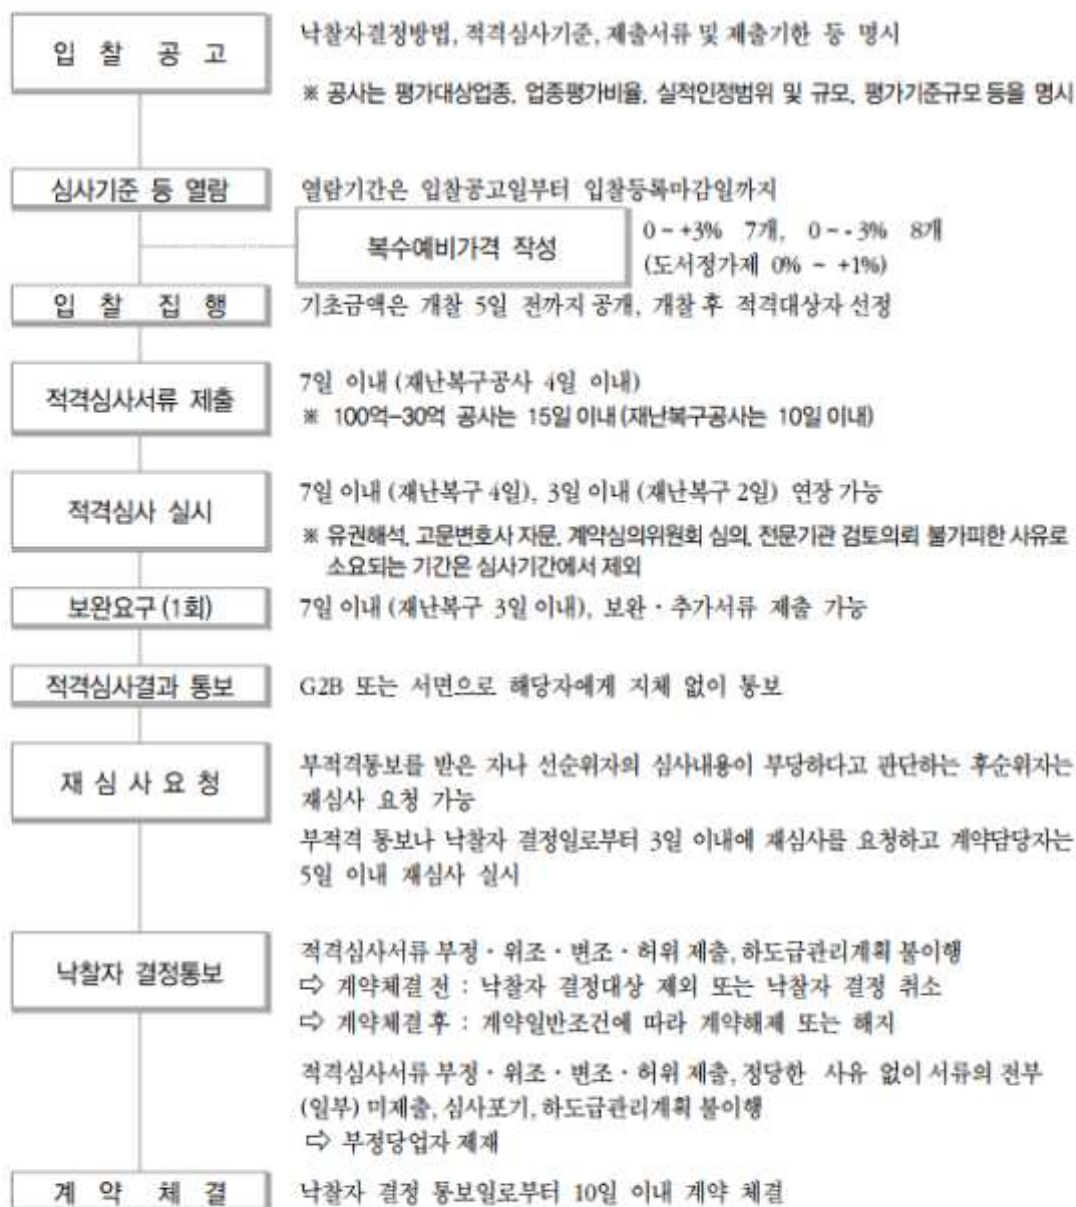 입 찰 공 고
낙찰자결정방법, 적격심사기준, 제출서류 및 제출기한 등 명시
※ 공사는 평가대상업종, 업종평가비율, 실적인정범위 및 규모, 평가기준규모 등을 명시
심사기준 등 열람
열람기간은 입찰공고일부터 입찰등록마감일까지
복수예비가격 작성
0 ~ +3% 7개, 0 ~ -3% 8개
(도서정가제 0% ~ +1%)
입 찰 집 행
기초금액은 개찰 5일 전까지 공개, 개찰 후 적격대상자 선정
적격심사서류 제출
7일 이내 (재난복구공사 4일 이내)
※ 100억-30억 공사는 15일 이내 (재난복구공사는 10일 이내)
적격심사 실시
7일 이내 (재난복구 4일), 3일 이내 (재난복구 2일) 연장 가능
※ 유권해석, 고문변호사 자문, 계약심의위원회 심의, 전문기관 검토의뢰 불가피한 사유로
소요되는 기간은 심사기간에서 제외
보완요구 (1회)
7일 이내 (재난복구 3일 이내), 보완 · 추가서류 제출 가능
적격심사결과 통보
G2B 또는 서면으로 해당자에게 지체 없이 통보
재 심 사 요 청
부적격통보를 받은 자나 선순위자의 심사내용이 부당하다고 판단하는 후순위자는
재심사 요청 가능
부적격 통보나 낙찰자 결정일로부터 3일 이내에 재심사를 요청하고 계약담당자는
5일 이내 재심사 실시
낙찰자 결정통보
적격심사서류 부정 · 위조 · 변조 · 허위 제출, 하도급관리계획 불이행
⇨ 계약체결 전 : 낙찰자 결정대상 제외 또는 낙찰자 결정 취소
⇨ 계약체결 후 : 계약일반조건에 따라 계약해제 또는 해지
적격심사서류 부정 · 위조 · 변조 · 허위 제출, 정당한 사유 없이 서류의 전부
(일부) 미제출, 심사포기, 하도급관리계획 불이행
⇨ 부정당업자 제재
계 약 체 결
낙찰자 결정 통보일로부터 10일 이내 계약 체결